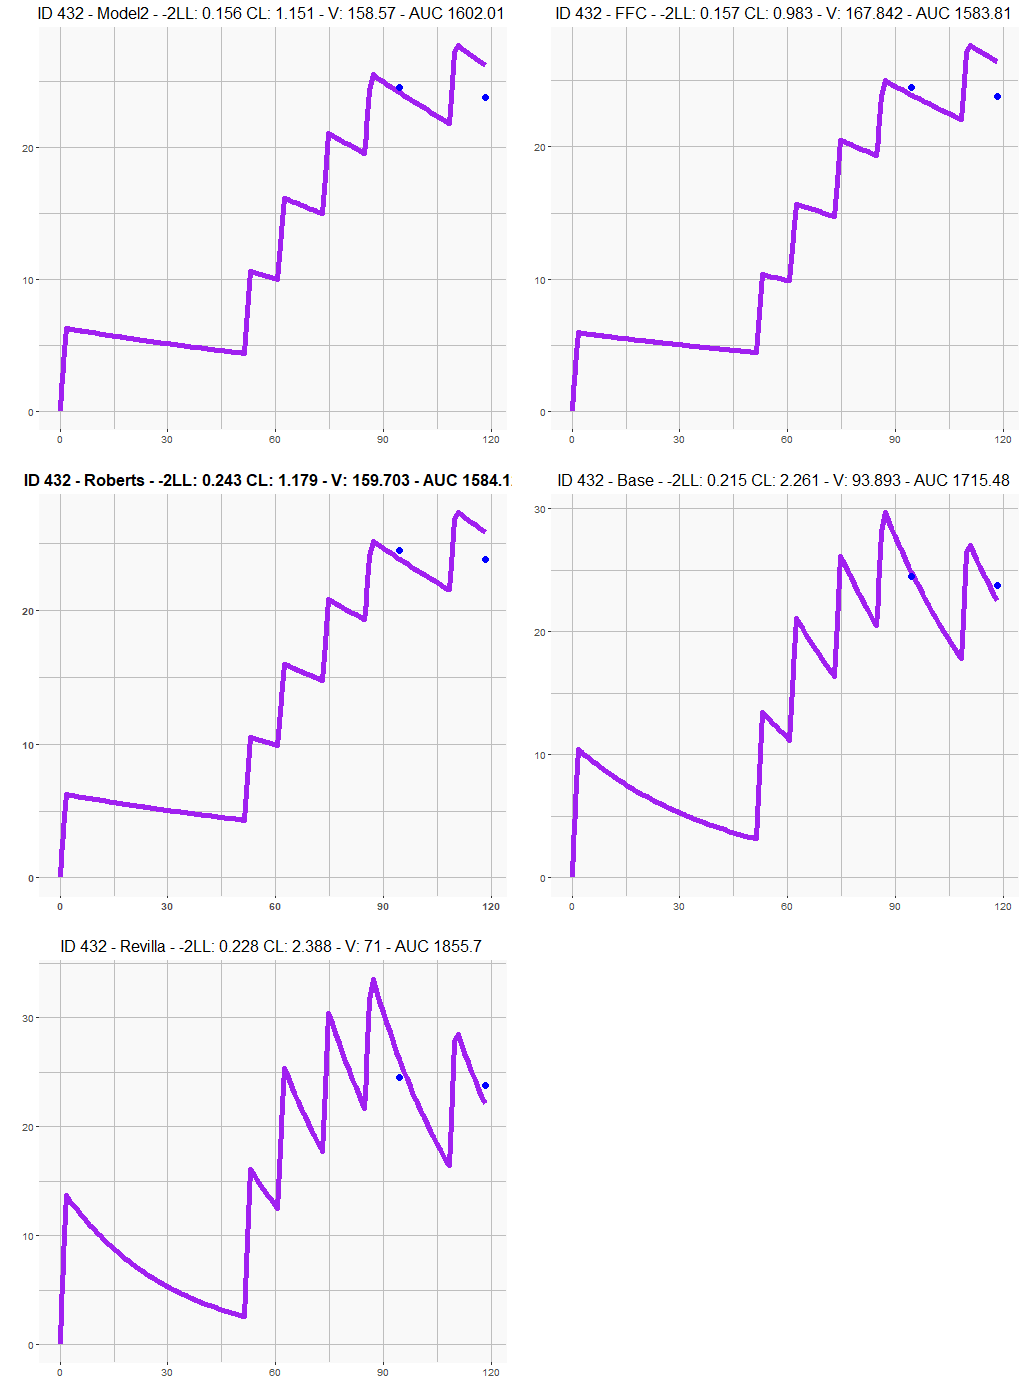 ID 432 - Model2 - -2LL: 0.156 CL: 1.151 - V: 158.57 - AUC 1602.01
20
10
0
0 30 60 90 120
ID 432 - FFC - -2LL: 0.157 CL: 0.983 - V: 167.842 - AUC 1583.81
20
10
0
0 30 60 90 120
ID 432 - Roberts - -2LL: 0.243 CL: 1.179 - V: 159.703 - AUC 1584.1
20
10
0
0 30 60 90 120
ID 432 - Base - -2LL: 0.215 CL: 2.261 - V: 93.893 - AUC 1715.48
30
20
10
0
0 30 60 90 120
ID 432 - Revilla - -2LL: 0.228 CL: 2.388 - V: 71 - AUC 1855.7
30
20
10
0
0 30 60 90 120